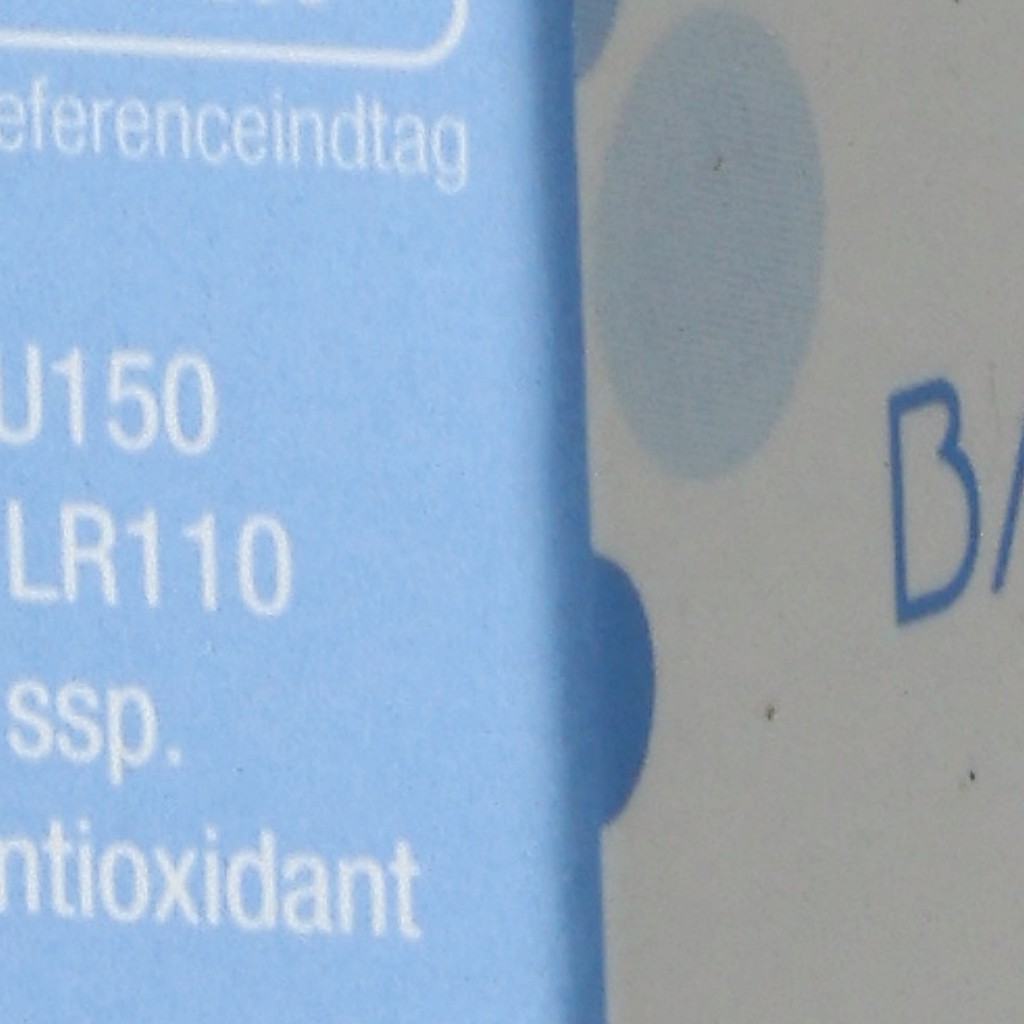 eferenceindtag
U150
LR110
ssp.
ntioxidant
B